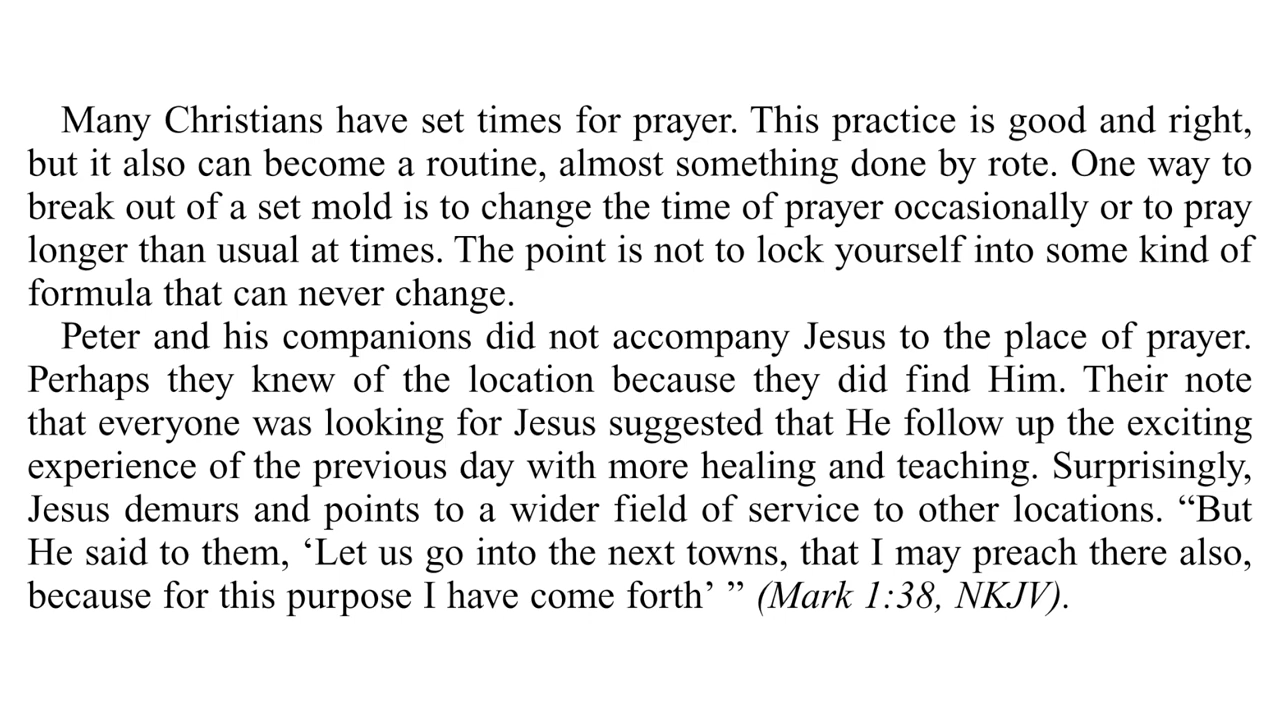 Many Christians have set times for prayer. This practice is good and right,
but it also can become a routine, almost something done by rote. One way to
break out of a set mold is to change the time of prayer occasionally or to pray
longer than usual at times. The point is not to lock yourself into some kind of
formula that can never change.
Peter and his companions did not accompany Jesus to the place of prayer.
Perhaps they knew of the location because they did find Him. Their note
that everyone was looking for Jesus suggested that He follow up the exciting
experience of the previous day with more healing and teaching. Surprisingly,
Jesus demurs and points to a wider field of service to other locations. “But
He said to them, ‘Let us go into the next towns, that I may preach there also,
because for this purpose I have come forth’ ” (Mark 1:38, NKJV).